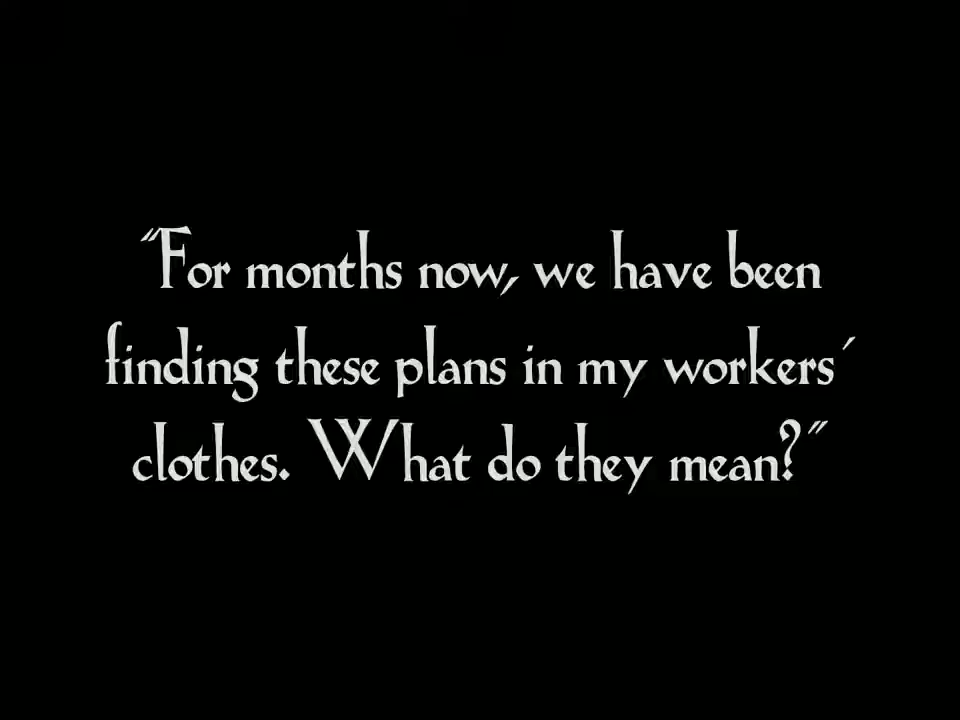 "For months now, we have been
finding these plans in my workers'
clothes. What do they mean?"